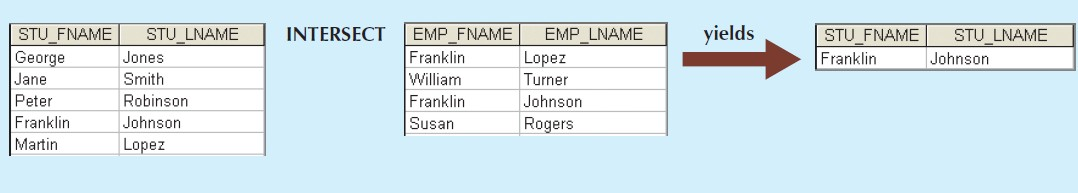 STU_FNAME STU_LNAME
George Jones
Jane Smith
Peter Robinson
Franklin Johnson
Martin Lopez
INTERSECT
EMP_FNAME EMP_LNAME
Franklin Lopez
William Turner
Franklin Johnson
Susan Rogers
yields
STU_FNAME STU_LNAME
Franklin Johnson